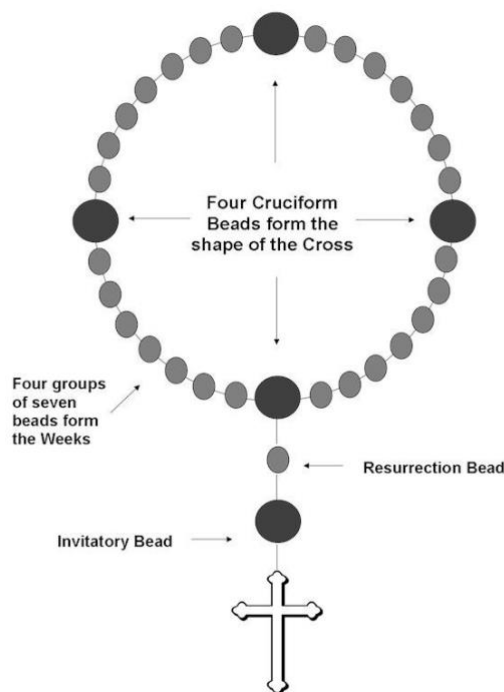 Four Cruciform
Beads form the
shape of the Cross
Four groups
of seven
beads form
the Weeks
Resurrection Bead
Invitatory Bead